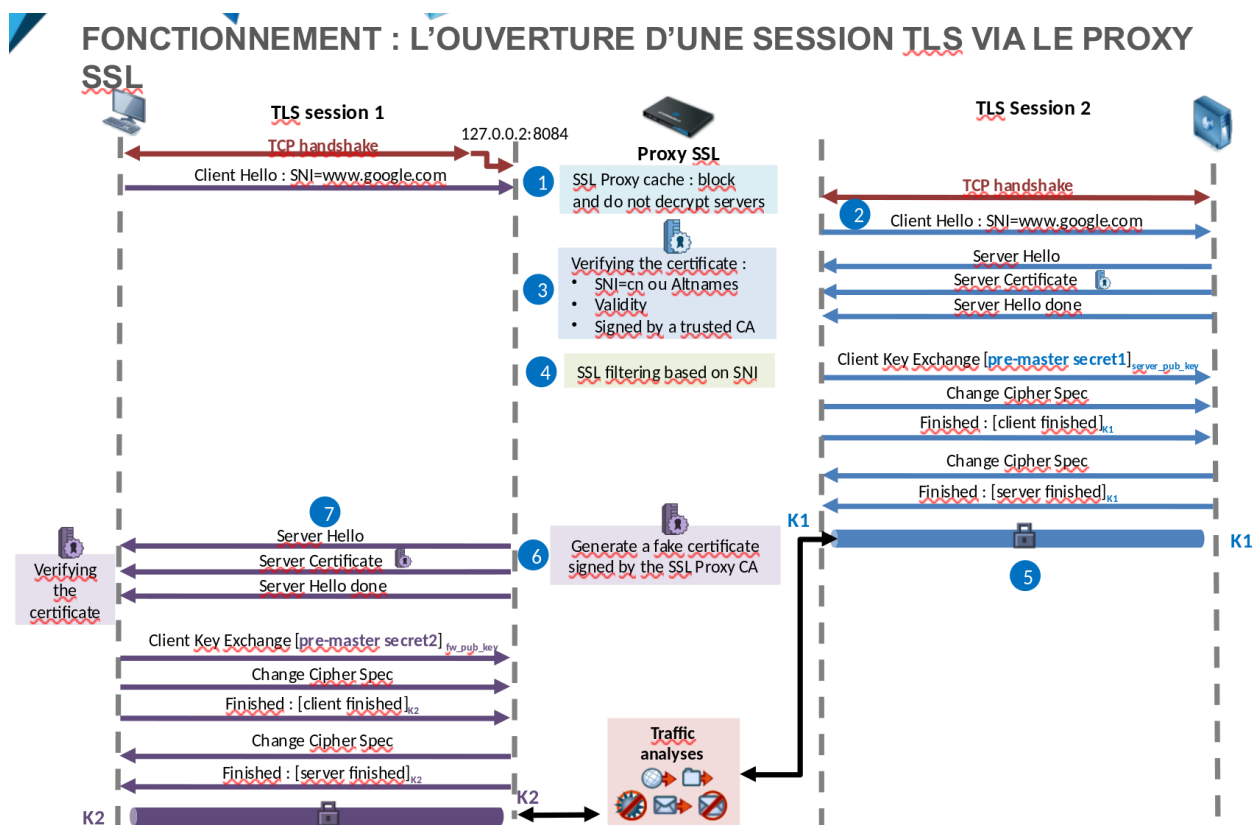 FONCTIONNEMENT : L'OUVERTURE D'UNE SESSION TLS VIA LE PROXY
SSL
TLS session 1
TCP handshake
127.0.0.2:8084
Client Hello : SNI=www.google.com
Proxy SSL
1
SSL Proxy cache : block
and do not decrypt servers
TLS Session 2
TCP handshake
2
Client Hello : SNI=www.google.com
Server Hello
Server Certificate
Server Hello done
3
Verifying the certificate :
• SNI=cn ou Altnames
• Validity
• Signed by a trusted CA
4
SSL filtering based on SNI
Client Key Exchange [pre-master secret1]server_pub_key
Change Cipher Spec
Finished : [client finished]K1
Change Cipher Spec
Finished : [server finished]K1
K1
K1
5
6
Generate a fake certificate
signed by the SSL Proxy CA
7
Server Hello
Server Certificate
Server Hello done
Verifying
the
certificate
Client Key Exchange [pre-master secret2] fw_pub_key
Change Cipher Spec
Finished : [client finished]K2
Change Cipher Spec
Finished : [server finished]K2
K2
K2
Traffic
analyses